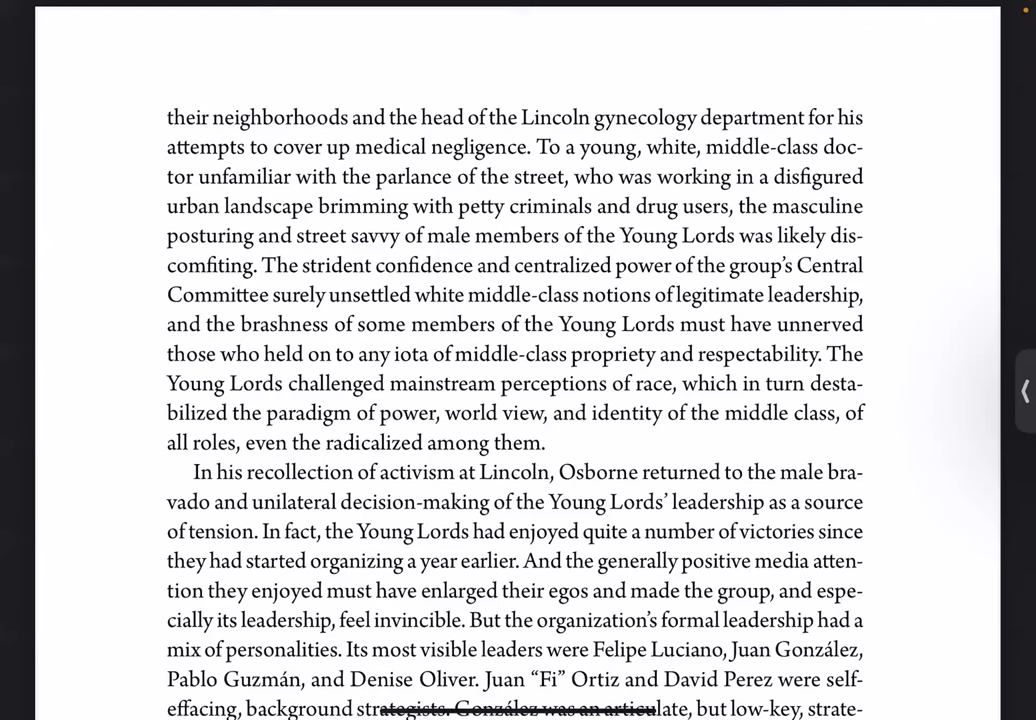 their neighborhoods and the head of the Lincoln gynecology department for his
attempts to cover up medical negligence. To a young, white, middle-class doc-
tor unfamiliar with the parlance of the street, who was working in a disfigured
urban landscape brimming with petty criminals and drug users, the masculine
posturing and street savvy of male members of the Young Lords was likely dis-
comfiting. The strident confidence and centralized power of the group’s Central
Committee surely unsettled white middle-class notions of legitimate leadership,
and the brashness of some members of the Young Lords must have unnerved
those who held on to any iota of middle-class propriety and respectability. The
Young Lords challenged mainstream perceptions of race, which in turn desta-
bilized the paradigm of power, world view, and identity of the middle class, of
all roles, even the radicalized among them.
In his recollection of activism at Lincoln, Osborne returned to the male bra-
vado and unilateral decision-making of the Young Lords’ leadership as a source
of tension. In fact, the Young Lords had enjoyed quite a number of victories since
they had started organizing a year earlier. And the generally positive media atten-
tion they enjoyed must have enlarged their egos and made the group, and espe-
cially its leadership, feel invincible. But the organization’s formal leadership had a
mix of personalities. Its most visible leaders were Felipe Luciano, Juan González,
Pablo Guzmán, and Denise Oliver. Juan “Fi” Ortiz and David Perez were self-
effacing, background strategists. González was an articulate, but low-key, strate-